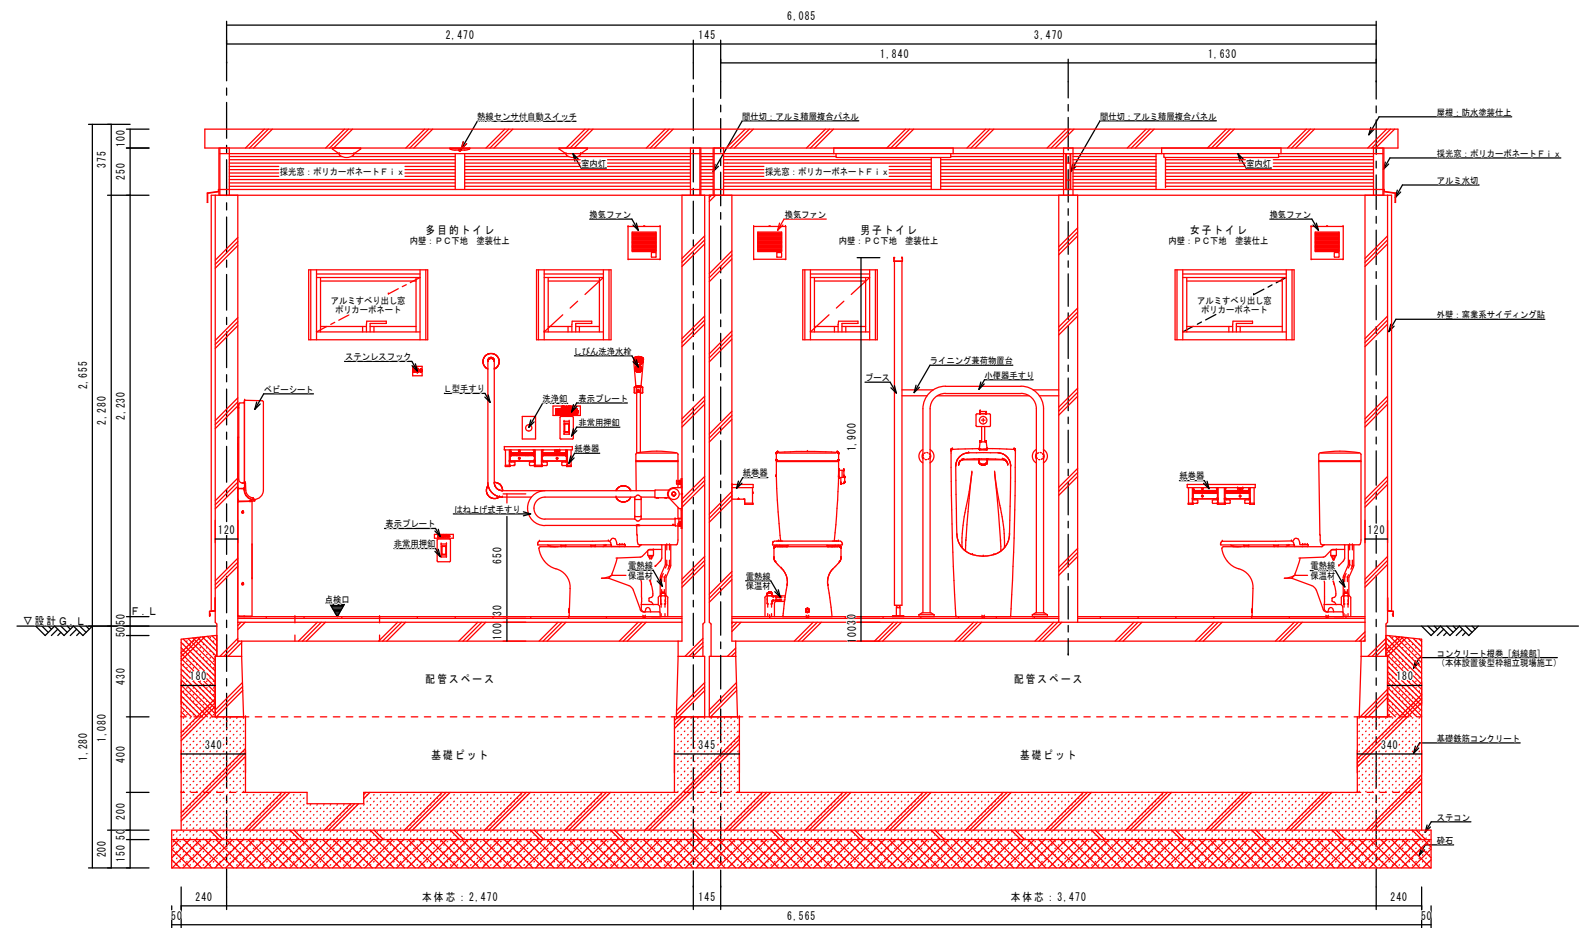 6,085
2,470
145
3,470
1,840
1,630
熱線センサ付自動スイッチ
間仕切：アルミ積層複合パネル
間仕切：アルミ積層複合パネル
屋根：防水塗装仕上
室内灯
室内灯
採光窓：ポリカーボネートＦｉｘ
採光窓：ポリカーボネートＦｉｘ
採光窓：ポリカーボネートＦｉｘ
アルミ水切
100
375
250
換気ファン
換気ファン
換気ファン
多目的トイレ
内壁：ＰＣ下地　塗装仕上
男子トイレ
内壁：ＰＣ下地　塗装仕上
女子トイレ
内壁：ＰＣ下地　塗装仕上
アルミすべり出し窓
ポリカーボネート
アルミすべり出し窓
ポリカーボネート
外壁：窯業系サイディング貼
ステンレスフック
しびん洗浄水栓
ライニング兼荷物置台
小便器手すり
ブース
ベビーシート
Ｌ型手すり
洗浄釦
表示プレート
非常用押釦
紙巻器
紙巻器
紙巻器
2,655
2,280
2,230
1,900
はね上げ式手すり
表示プレート
非常用押釦
120
120
650
電熱線
保温材
電熱線
保温材
電熱線
保温材
点検口
Ｆ．Ｌ
▽設計Ｇ．Ｌ
50
50
30
100
30
100
コンクリート根巻［斜線部］
（本体設置後型枠組立現場施工）
180
180
配管スペース
配管スペース
430
1,080
1,280
340
345
340
基礎ピット
基礎ピット
基礎鉄筋コンクリート
400
200
50
ステコン
200
150
砕石
240
本体芯：2,470
145
本体芯：3,470
240
50
6,565
50